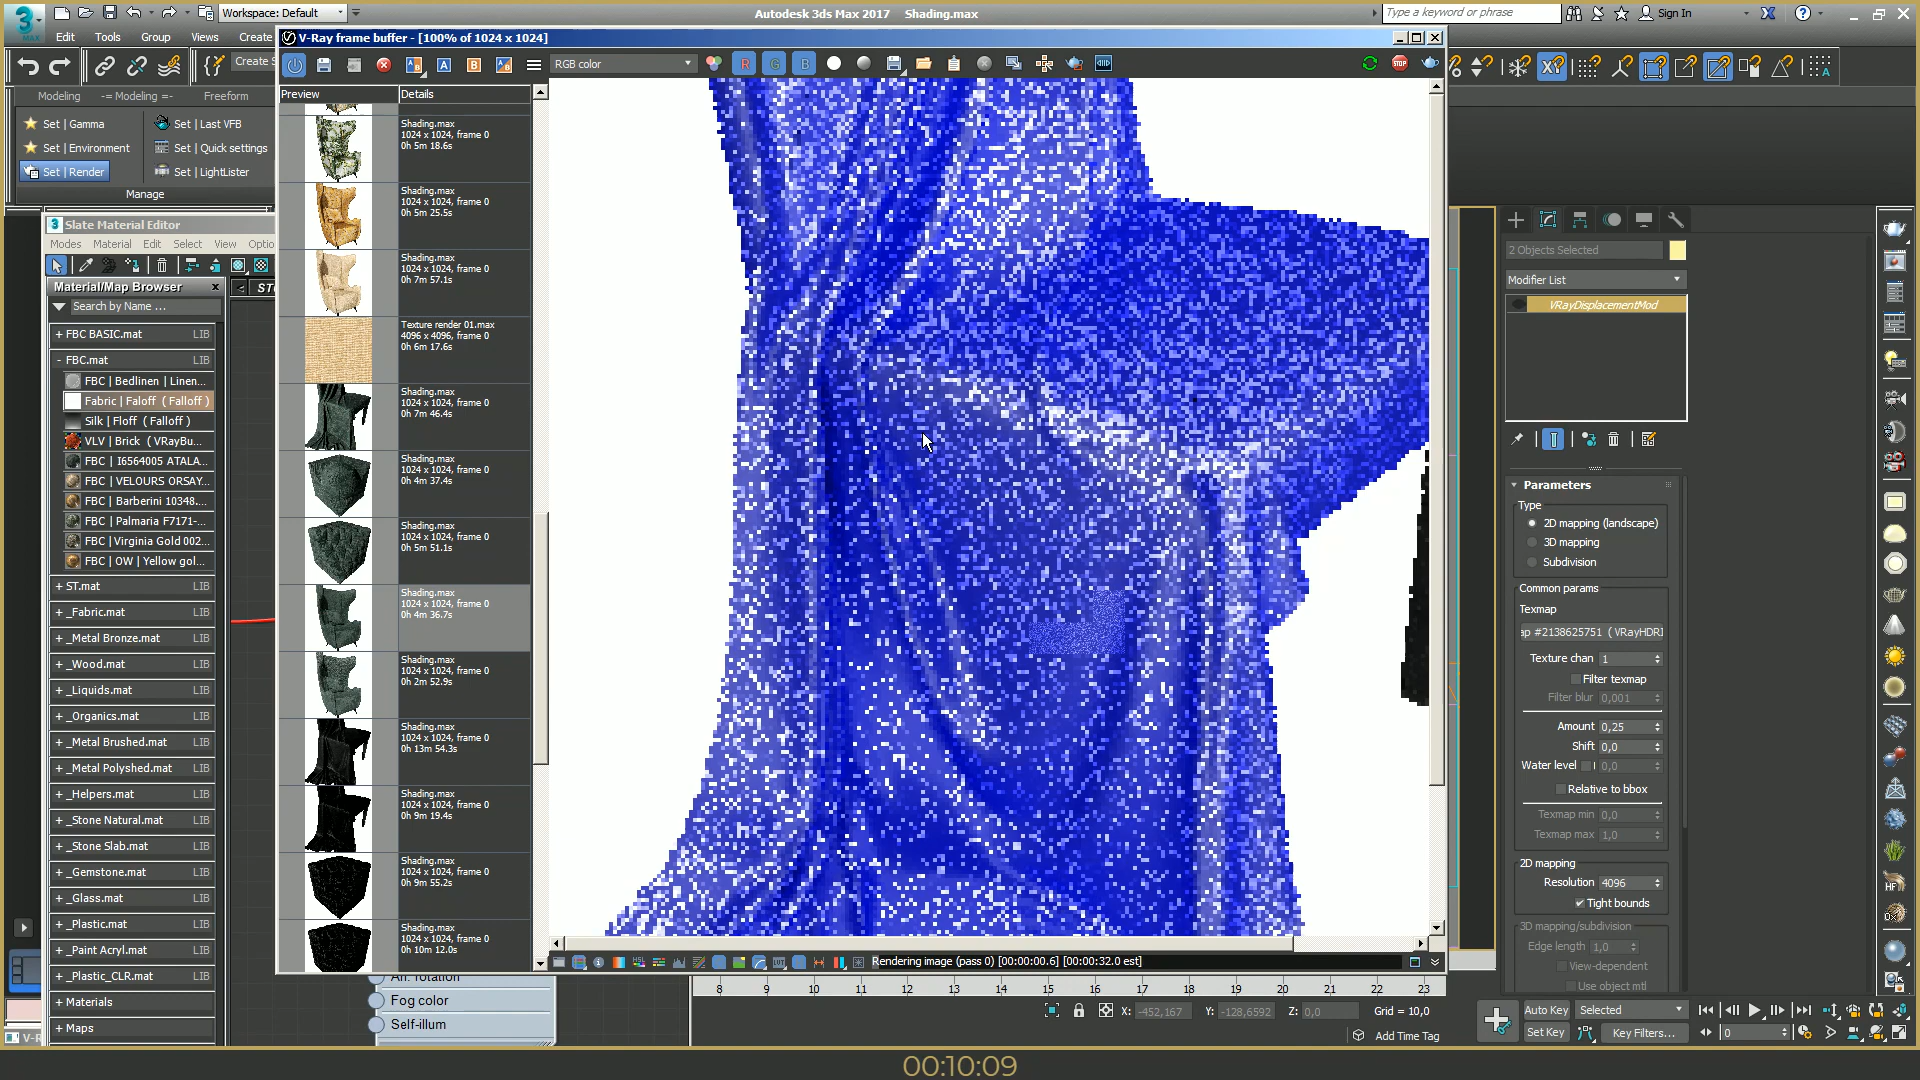 Workspace: Default
Autodesk 3ds Max 2017    Shading.max
Type a keyword or phrase
Sign In
Edit
Tools
Group
Views
Create
V-Ray frame buffer - [100% of 1024 x 1024]
Create S
RGB color
R
G
B
Modeling
-= Modeling =-
Freeform
Set | Gamma
Set | Last VFB
Set | Environment
Set | Quick settings
Set | Render
Set | LightLister
Manage
Slate Material Editor
Modes
Material
Edit
Select
View
Optio
Material/Map Browser
Search by Name ...
+ FBC BASIC.mat LIB
- FBC.mat LIB
FBC | Bedlinen | Linen...
Fabric | Faloff ( Falloff )
Silk | Floff ( Falloff )
VLV | Brick ( VRayBu...
FBC | I6564005 ATALA...
FBC | VELOURS ORSAY...
FBC | Barberini 10348...
FBC | Palmaria F7171-...
FBC | Virginia Gold 002...
FBC | OW | Yellow gol...
+ ST.mat LIB
+ _Fabric.mat LIB
+ _Metal Bronze.mat LIB
+ _Wood.mat LIB
+ _Liquids.mat LIB
+ _Organics.mat LIB
+ _Metal Brushed.mat LIB
+ _Metal Polyshed.mat LIB
+ _Helpers.mat LIB
+ _Stone Natural.mat LIB
+ _Stone Slab.mat LIB
+ _Gemstone.mat LIB
+ _Glass.mat LIB
+ _Plastic.mat LIB
+ _Paint Acryl.mat LIB
+ _Plastic_CLR.mat LIB
+ Materials
+ Maps
Preview
Details
Shading.max
1024 x 1024, frame 0
0h 5m 18.6s
Shading.max
1024 x 1024, frame 0
0h 5m 25.5s
Shading.max
1024 x 1024, frame 0
0h 7m 57.1s
Texture render 01.max
4096 x 4096, frame 0
0h 6m 17.6s
Shading.max
1024 x 1024, frame 0
0h 7m 46.4s
Shading.max
1024 x 1024, frame 0
0h 4m 37.4s
Shading.max
1024 x 1024, frame 0
0h 5m 51.1s
Shading.max
1024 x 1024, frame 0
0h 4m 36.7s
Shading.max
1024 x 1024, frame 0
0h 2m 52.9s
Shading.max
1024 x 1024, frame 0
0h 13m 54.3s
Shading.max
1024 x 1024, frame 0
0h 9m 19.4s
Shading.max
1024 x 1024, frame 0
0h 9m 55.2s
Shading.max
1024 x 1024, frame 0
0h 10m 12.0s
Rendering image (pass 0) [00:00:00.6] [00:00:32.0 est]
Fog color
Self-illum
8 9 10 11 12 13 14 15 16 17 18 19 20 21 22 23
X: -452,167
Y: -128,6592
Z: 0,0
Grid = 10,0
Add Time Tag
Auto Key
Selected
Set Key
Key Filters...
0
2 Objects Selected
Modifier List
VRayDisplacementMod
Parameters
Type
2D mapping (landscape)
3D mapping
Subdivision
Common params
Texmap
ap #2138625751 ( VRayHDRI
Texture chan 1
Filter texmap
Filter blur 0,001
Amount 0,25
Shift 0,0
Water level 0,0
Relative to bbox
Texmap min 0,0
Texmap max 1,0
2D mapping
Resolution 4096
Tight bounds
3D mapping/subdivision
Edge length 1,0
View-dependent
Use object mtl
00:10:09